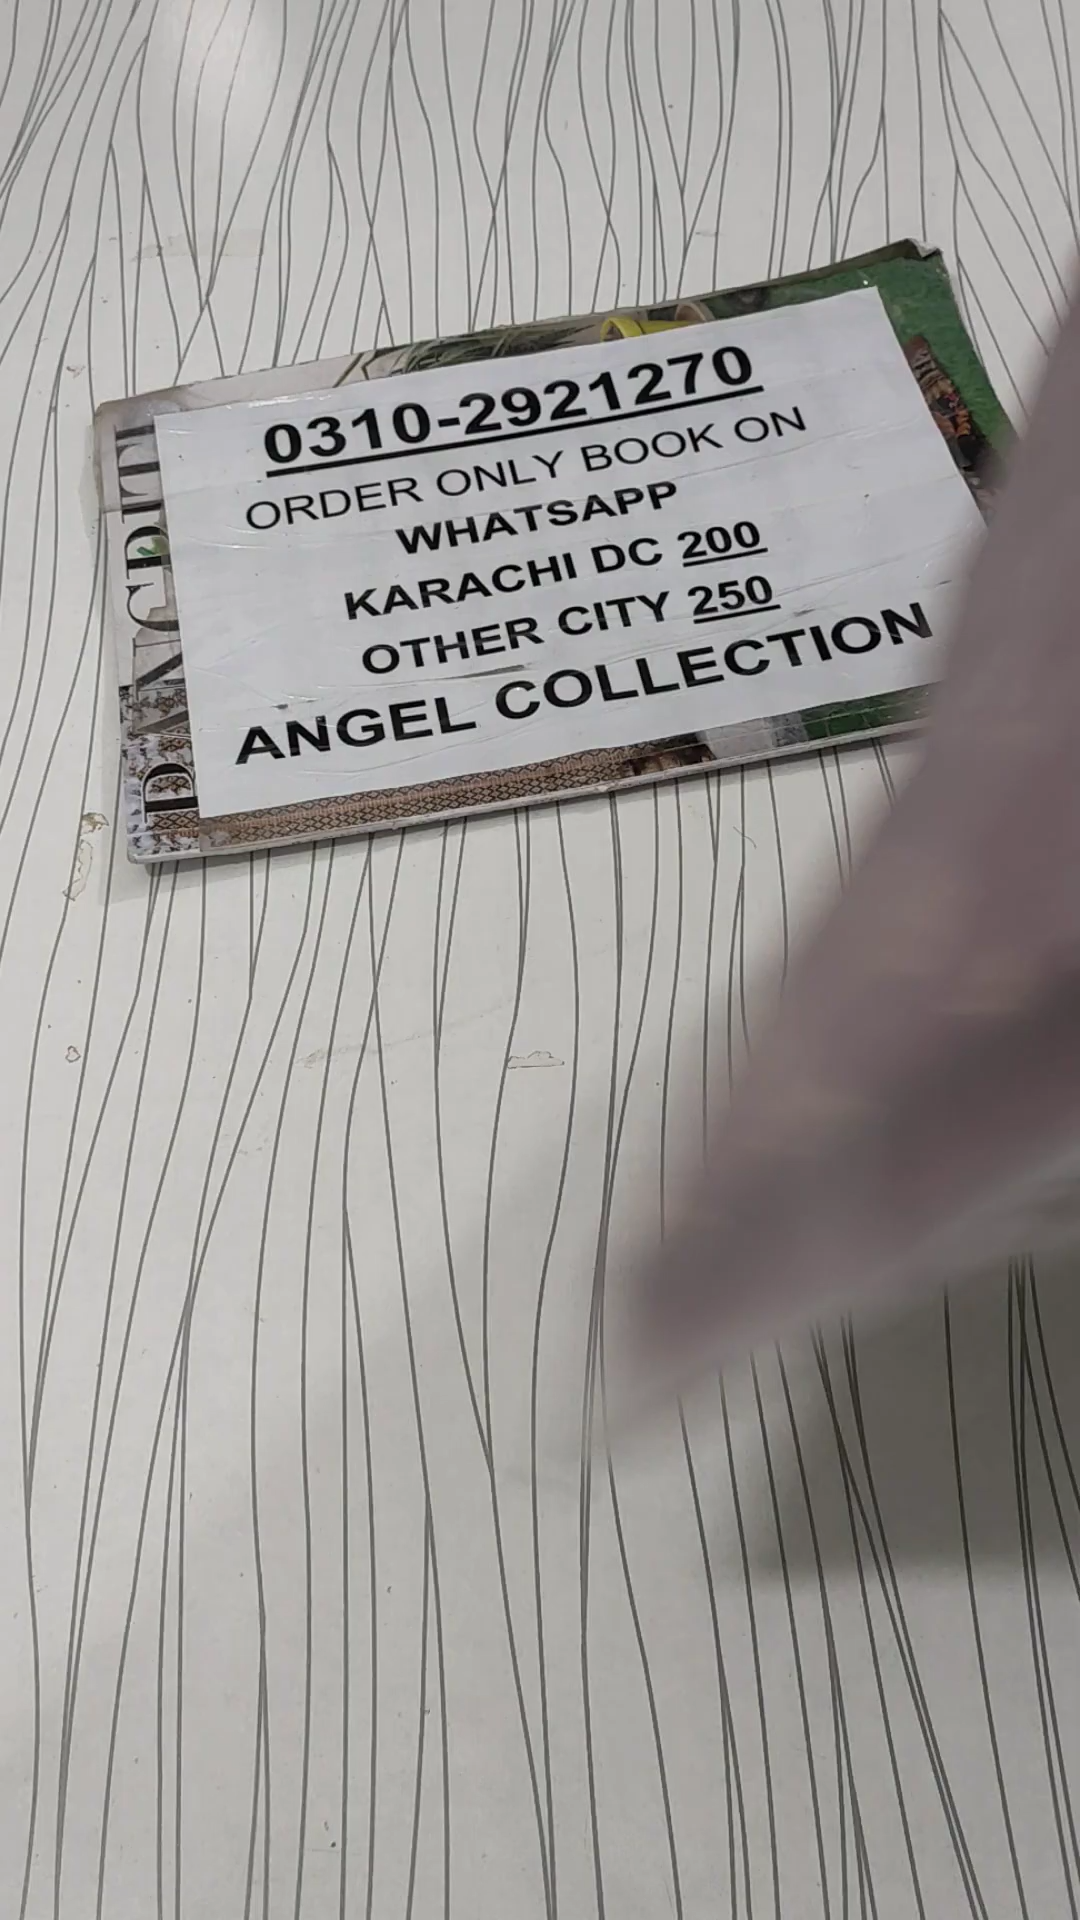 0310-2921270
ORDER ONLY BOOK ON
WHATSAPP
KARACHI DC 200
OTHER CITY 250
ANGEL COLLECTION